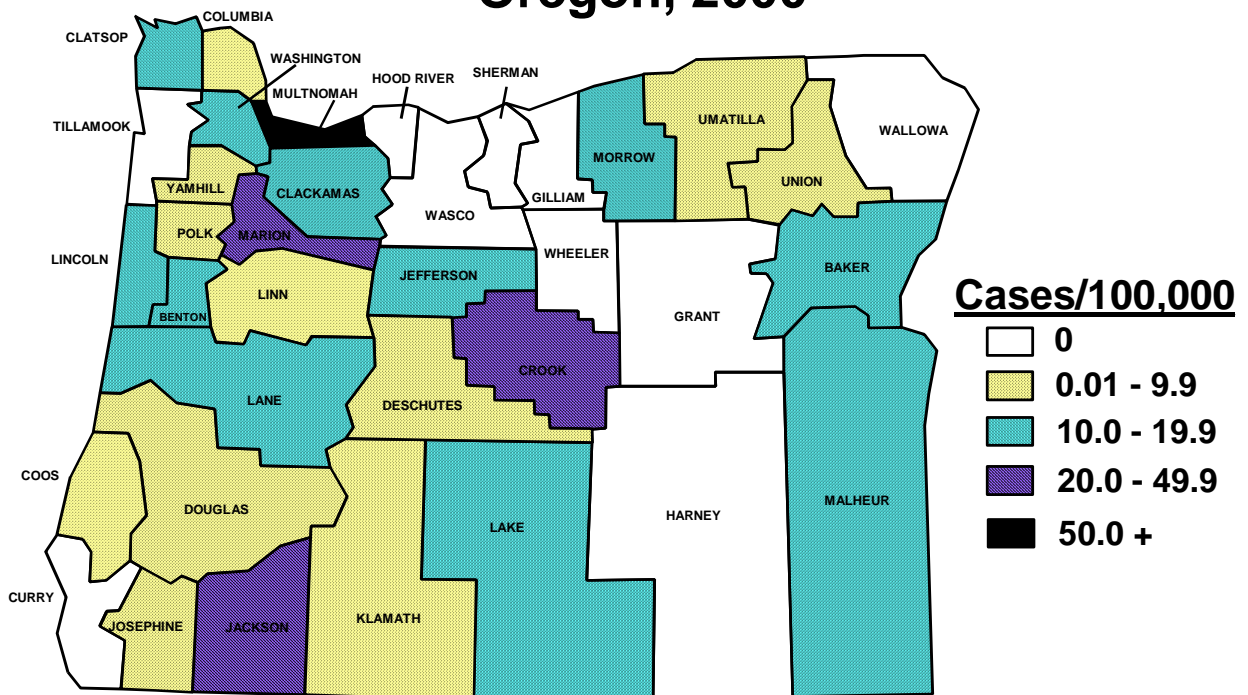 Oregon,
COLUMBIA
CLATSOP
WASHINGTON
HOOD RIVER
SHERMAN
MULTNOMAH
TILLAMOOK
UMATILLA
WALLOWA
MORROW
UNION
YAMHILL
CLACKAMAS
GILLIAM
WASCO
POLK
MARION
LINCOLN
WHEELER
JEFFERSON
BAKER
LINN
BENTON
GRANT
Cases/100,000
0
0.01 - 9.9
10.0 - 19.9
20.0 - 49.9
50.0 +
CROOK
LANE
DESCHUTES
COOS
DOUGLAS
LAKE
HARNEY
MALHEUR
CURRY
JOSEPHINE
JACKSON
KLAMATH